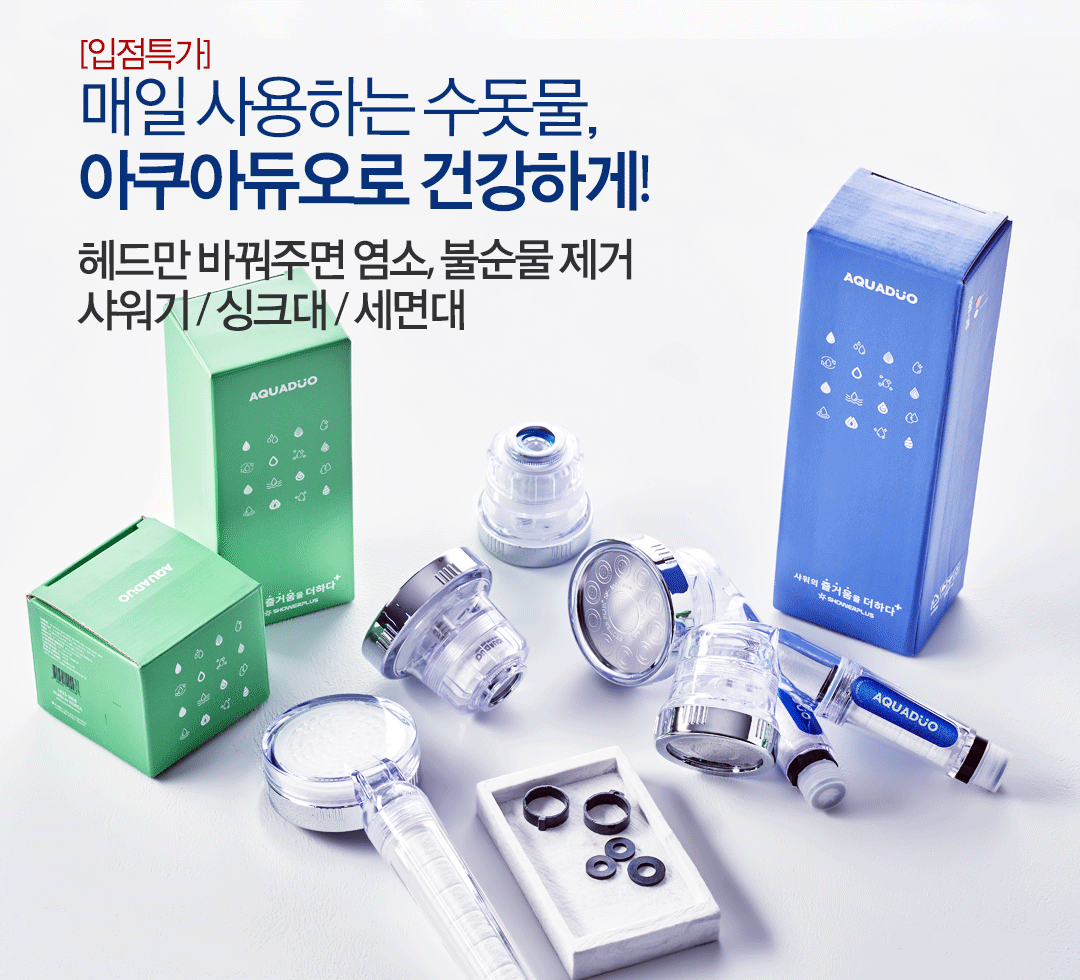 [입점특가]
매일 사용하는 수돗물,
아쿠아듀오로 건강하게!
헤드만 바꿔주면 염소, 불순물 제거
샤워기 / 싱크대 / 세면대
AQUADUO
AQUADUO
AQUADUO
즐거움을 더하다+
SHOWERPLUS
샤워의 즐거움을 더하다+
SHOWERPLUS
AQUADUO
AQUADUO